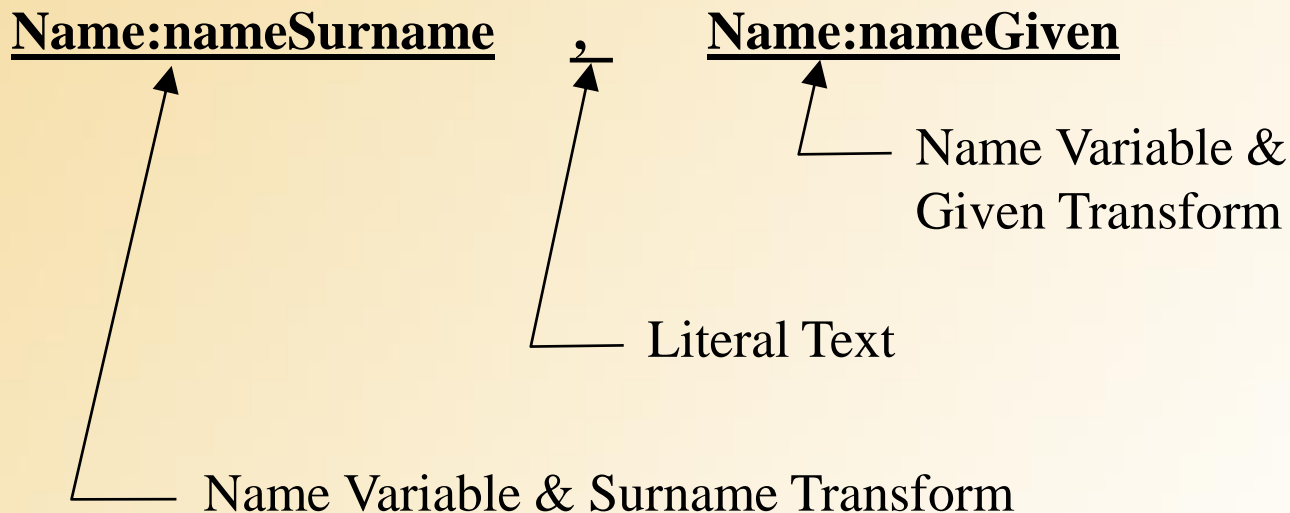 Name:nameSurname , Name:nameGiven
Name Variable &
Given Transform
Literal Text
Name Variable & Surname Transform